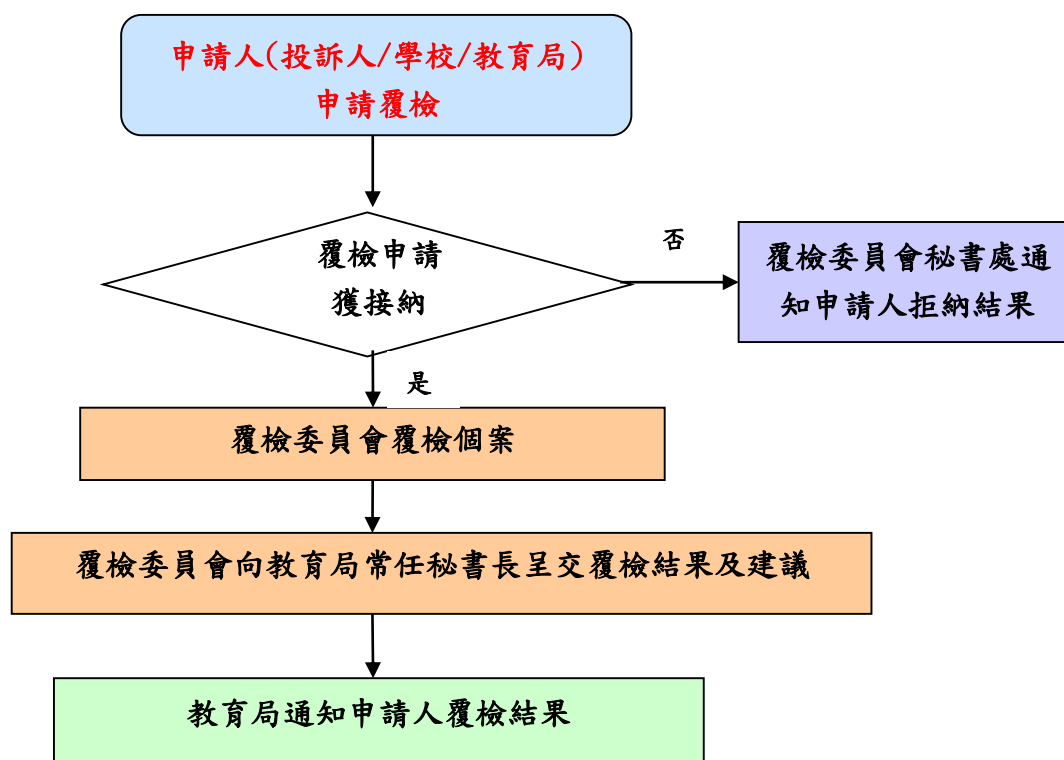 申請人(投訴人/學校/教育局)
申請覆檢
覆檢申請
獲接納
否
覆檢委員會秘書處通
知申請人拒納結果
是
覆檢委員會覆檢個案
覆檢委員會向教育局常任秘書長呈交覆檢結果及建議
教育局通知申請人覆檢結果